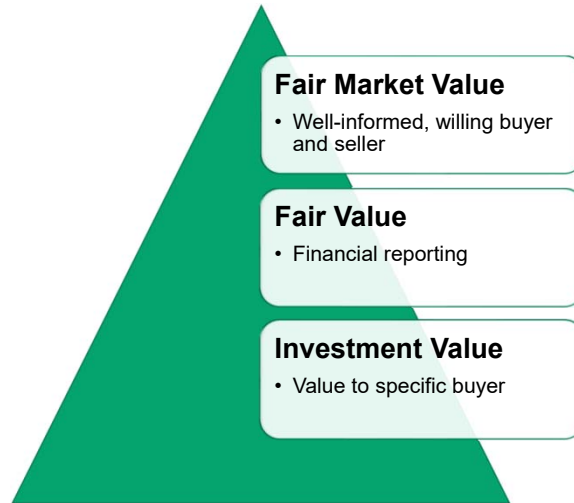 Fair Market Value
• Well-informed, willing buyer
and seller
Fair Value
• Financial reporting
Investment Value
• Value to specific buyer